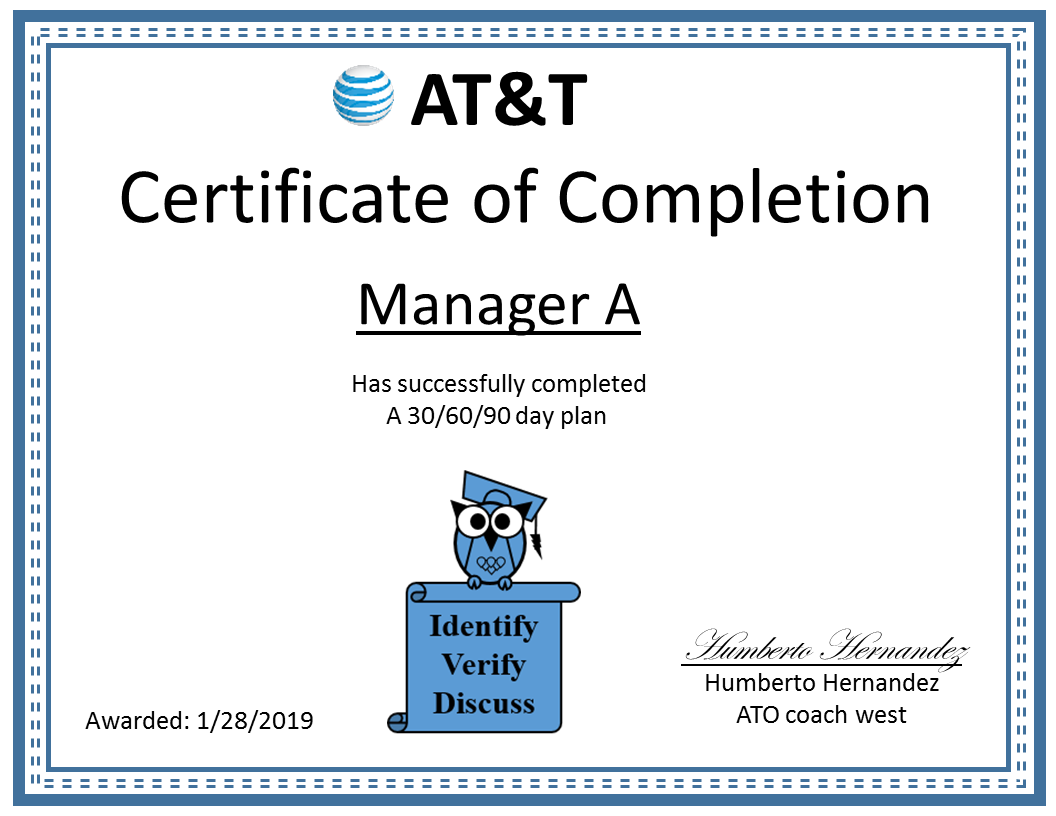 AT&T
Certificate of Completion
Manager A
Has successfully completed
A 30/60/90 day plan
Identify
Verify
Discuss
Humberto Hernandez
Humberto Hernandez
ATO coach west
Awarded: 1/28/2019